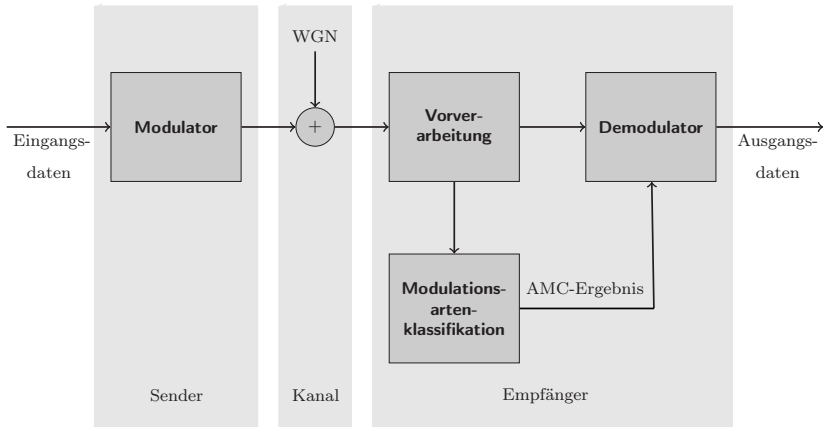 WGN
Modulator
+
Vorver-
arbeitung
Demodulator
Eingangs-
daten
Ausgangs-
daten
Modulations-
arten-
klassifikation
AMC-Ergebnis
Sender
Kanal
Empfänger